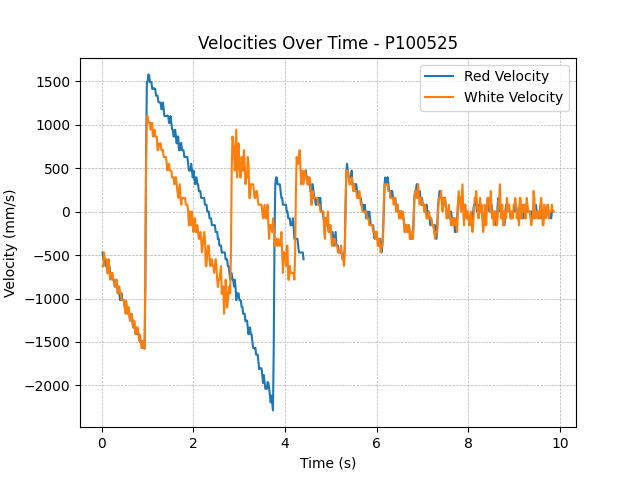 Velocities Over Time - P100525
Red Velocity
White Velocity
Velocity (mm/s)
1500
1000
500
0
−500
−1000
−1500
−2000
0
2
4
6
8
10
Time (s)